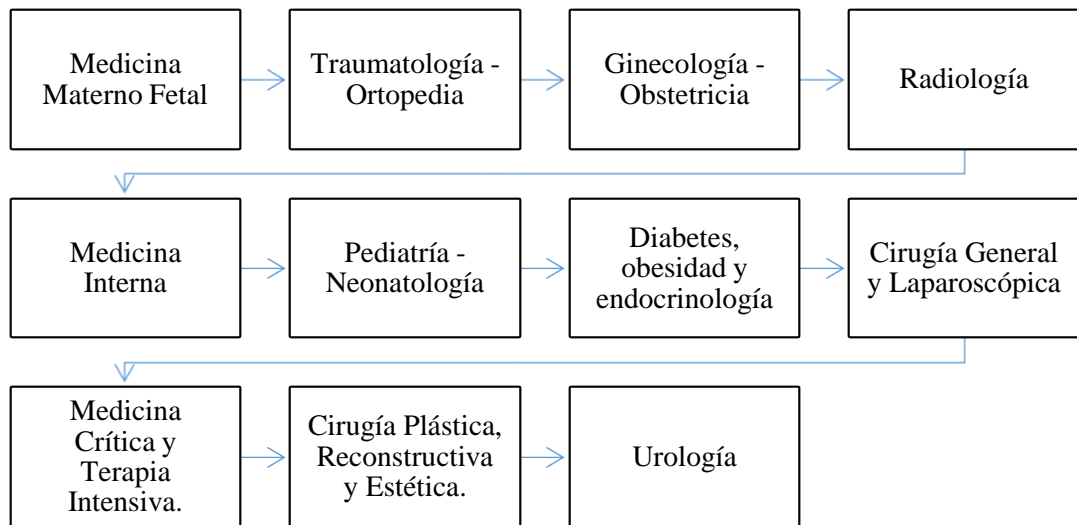 Medicina
Materno Fetal
Traumatología -
Ortopedia
Ginecología -
Obstetricia
Radiología
Medicina
Interna
Pediatría -
Neonatología
Diabetes,
obesidad y
endocrinología
Cirugía General
y Laparoscópica
Medicina
Crítica y
Terapia
Intensiva.
Cirugía Plástica,
Reconstructiva
y Estética.
Urología